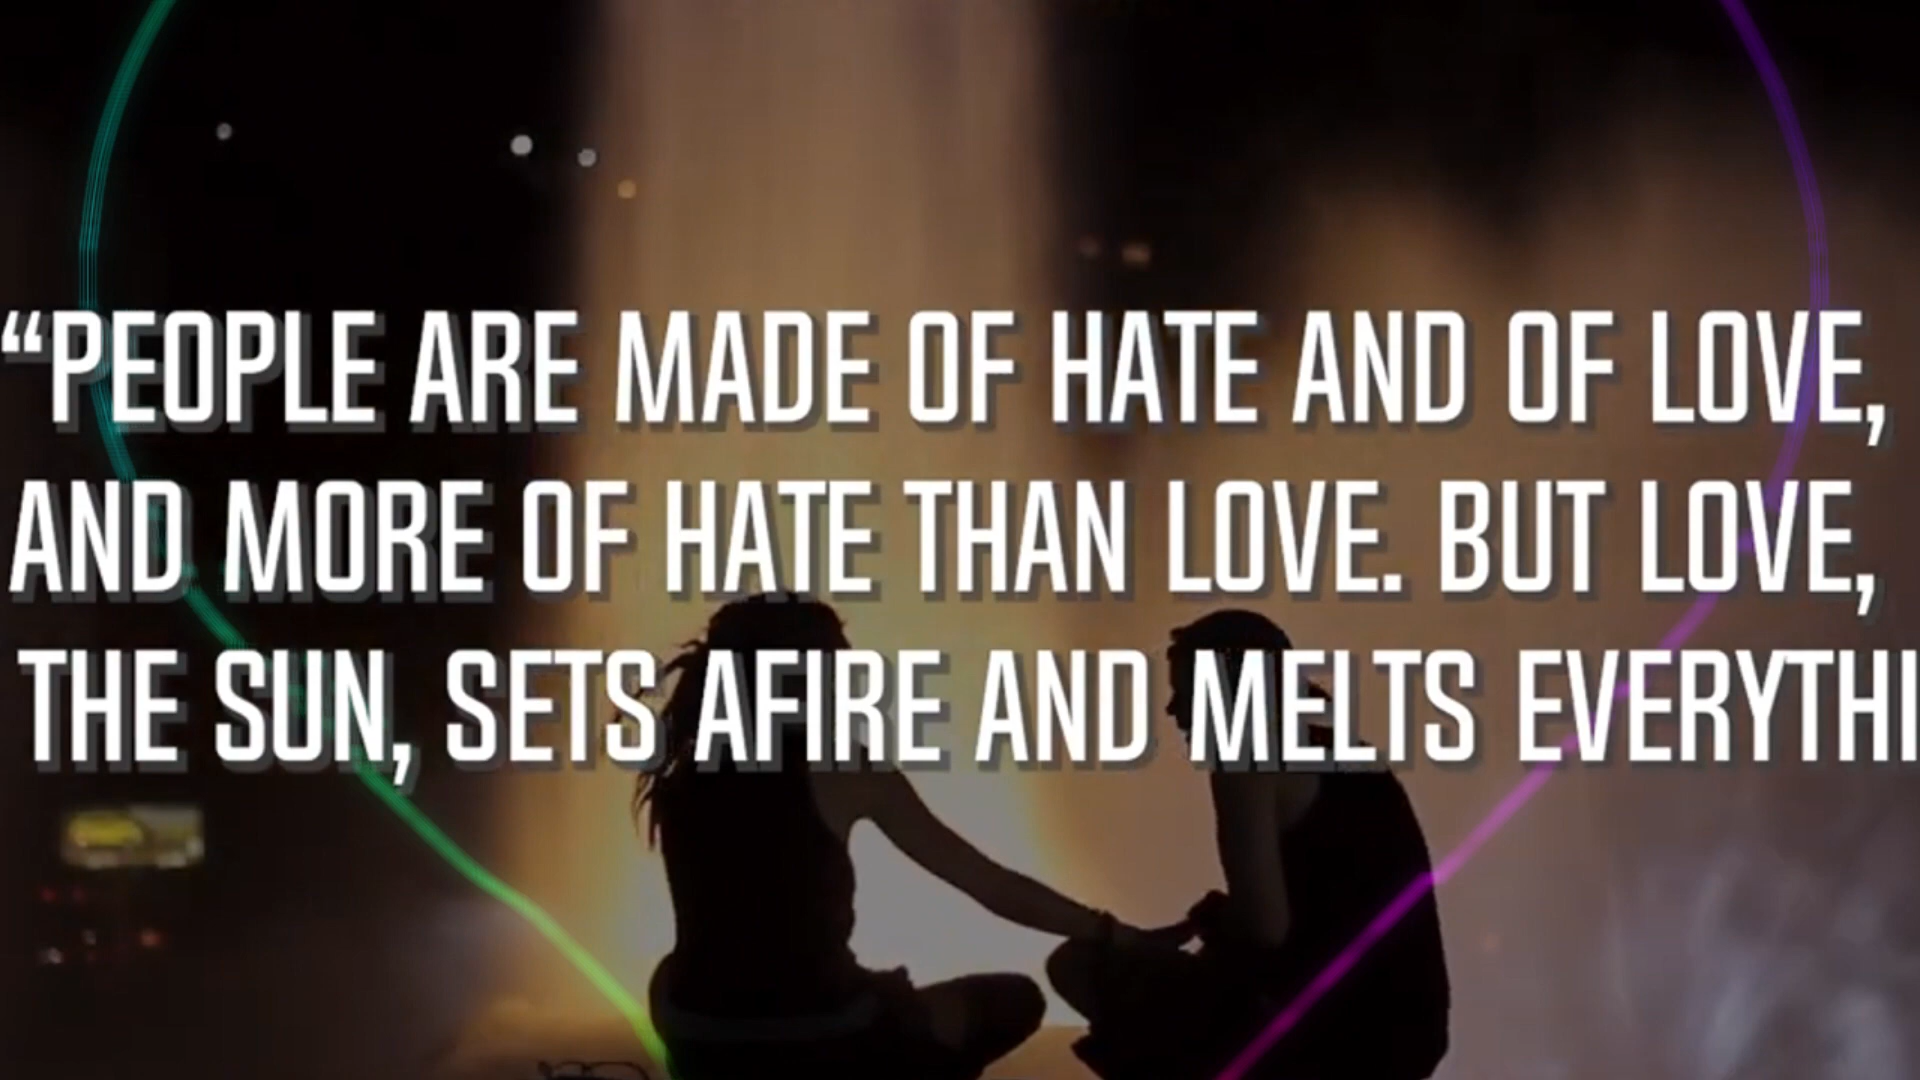 “PEOPLE ARE MADE OF HATE AND OF LOVE,
AND MORE OF HATE THAN LOVE. BUT LOVE,
THE SUN, SETS AFIRE AND MELTS EVERYTHI